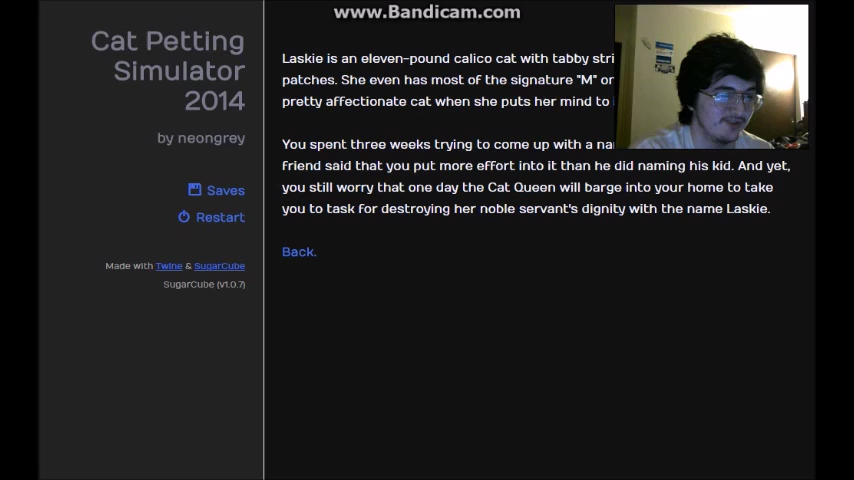 www.Bandicam.com
Cat Petting
Simulator
2014
by neongrey
Saves
Restart
Made with Twine & SugarCube
SugarCube (v1.0.7)
Laskie is an eleven-pound calico cat with tabby
patches. She even has most of the signature "M"
pretty affectionate cat when she puts her mind to
You spent three weeks trying to come up with a
friend said that you put more effort into it than he did naming his kid. And yet,
you still worry that one day the Cat Queen will barge into your home to take
you to task for destroying her noble servant's dignity with the name Laskie.
Back.